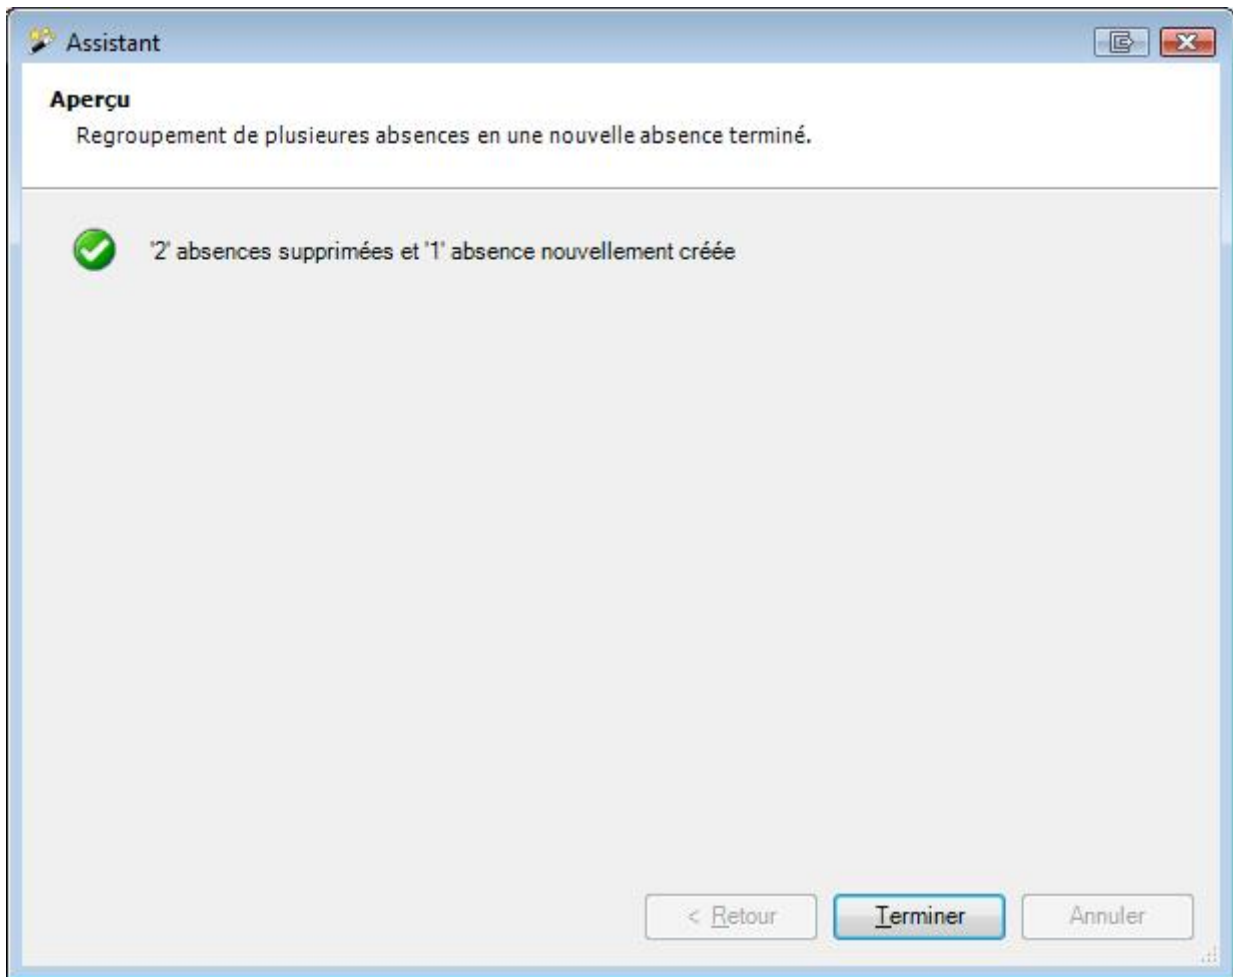 Assistant
Aperçu
Regroupement de plusieures absences en une nouvelle absence terminé.
'2' absences supprimées et '1' absence nouvellement créée
< Retour
Terminer
Annuler